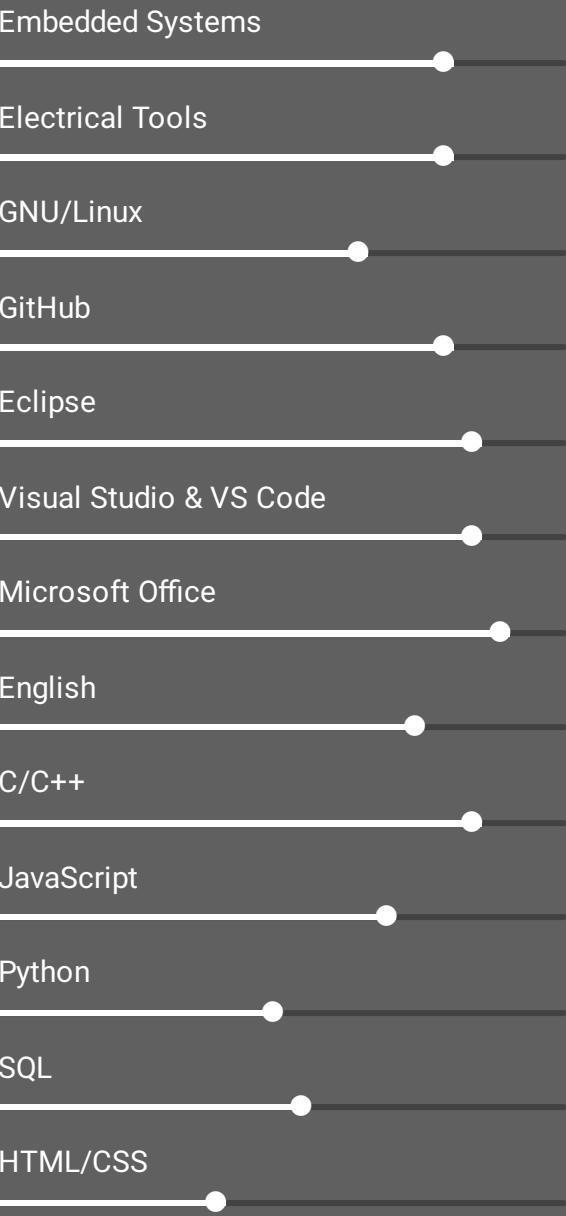 Embedded Systems
Electrical Tools
GNU/Linux
GitHub
Eclipse
Visual Studio & VS Code
Microsoft Office
English
C/C++
JavaScript
Python
SQL
HTML/CSS